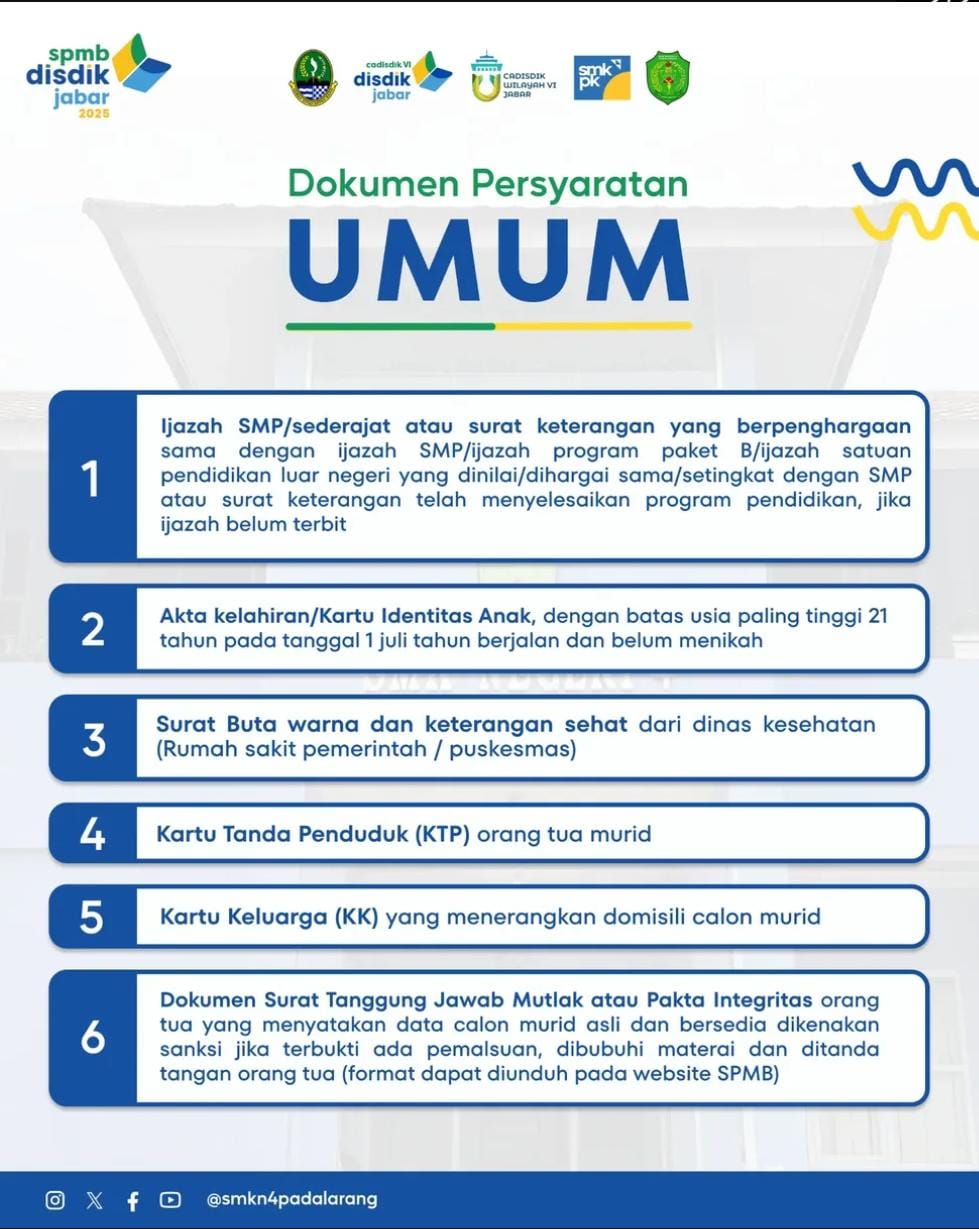 spmb
disdik
jabar
2025
cadisdik.VI
disdik
jabar
CADISDIK
WILAYAH VI
JABAR
smk
pk
Dokumen Persyaratan
UMUM
1
Ijazah SMP/sederajat atau surat keterangan yang berpenghargaan
sama dengan ijazah SMP/ijazah program paket B/ijazah satuan
pendidikan luar negeri yang dinilai/dihargai sama/setingkat dengan SMP
atau surat keterangan telah menyelesaikan program pendidikan, jika
ijazah belum terbit
2
Akta kelahiran/Kartu Identitas Anak, dengan batas usia paling tinggi 21
tahun pada tanggal 1 juli tahun berjalan dan belum menikah
3
Surat Buta warna dan keterangan sehat dari dinas kesehatan
(Rumah sakit pemerintah / puskesmas)
4
Kartu Tanda Penduduk (KTP) orang tua murid
5
Kartu Keluarga (KK) yang menerangkan domisili calon murid
6
Dokumen Surat Tanggung Jawab Mutlak atau Pakta Integritas orang
tua yang menyatakan data calon murid asli dan bersedia dikenakan
sanksi jika terbukti ada pemalsuan, dibubuhi materai dan ditanda
tangan orang tua (format dapat diunduh pada website SPMB)
@smkn4padalarang